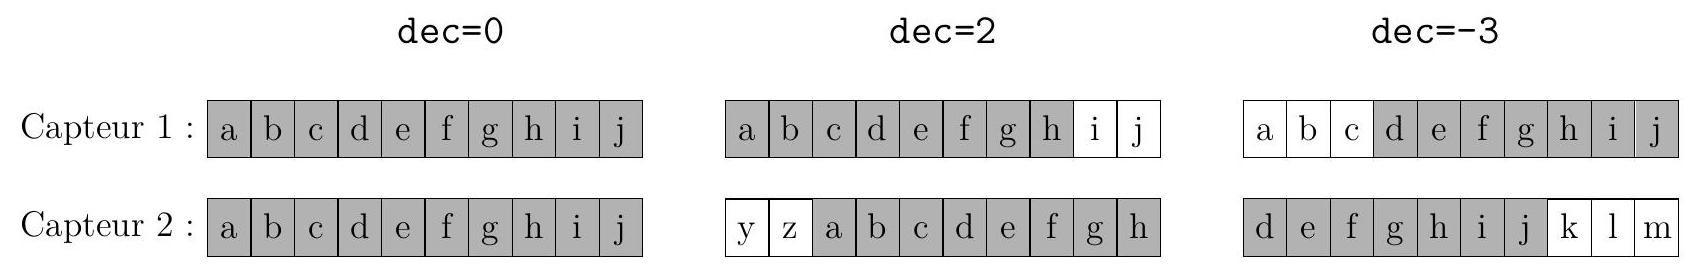 dec=0 dec=2 dec=-3
Capteur 1 : a b c d e f g h i j a b c d e f g h i j a b c d e f g h i j
Capteur 2 : a b c d e f g h i j y z a b c d e f g h d e f g h i j k l m